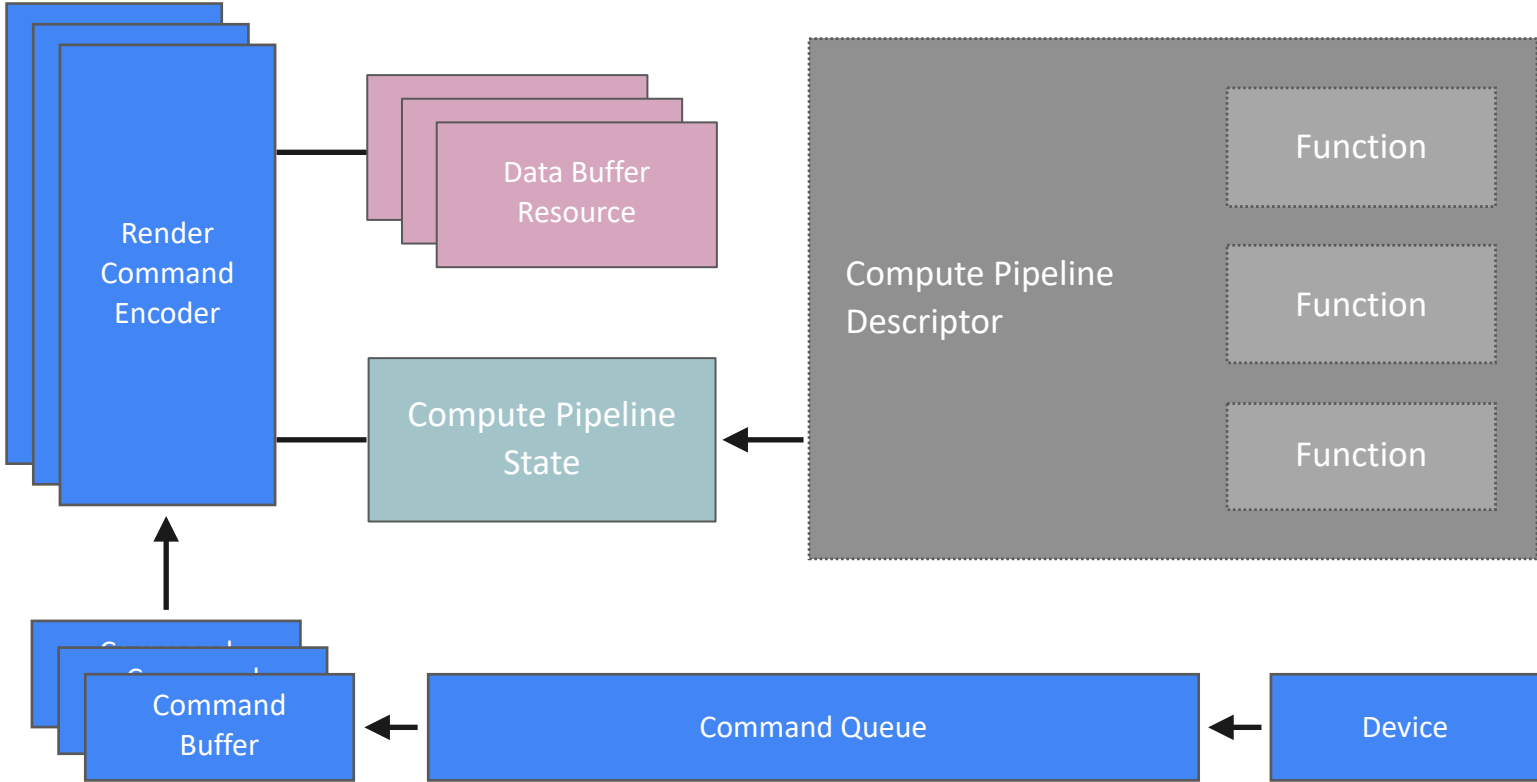 Render
Command
Encoder
Data Buffer
Resource
Compute Pipeline
State
Compute Pipeline
Descriptor
Function
Function
Function
Command
Buffer
Command Queue
Device